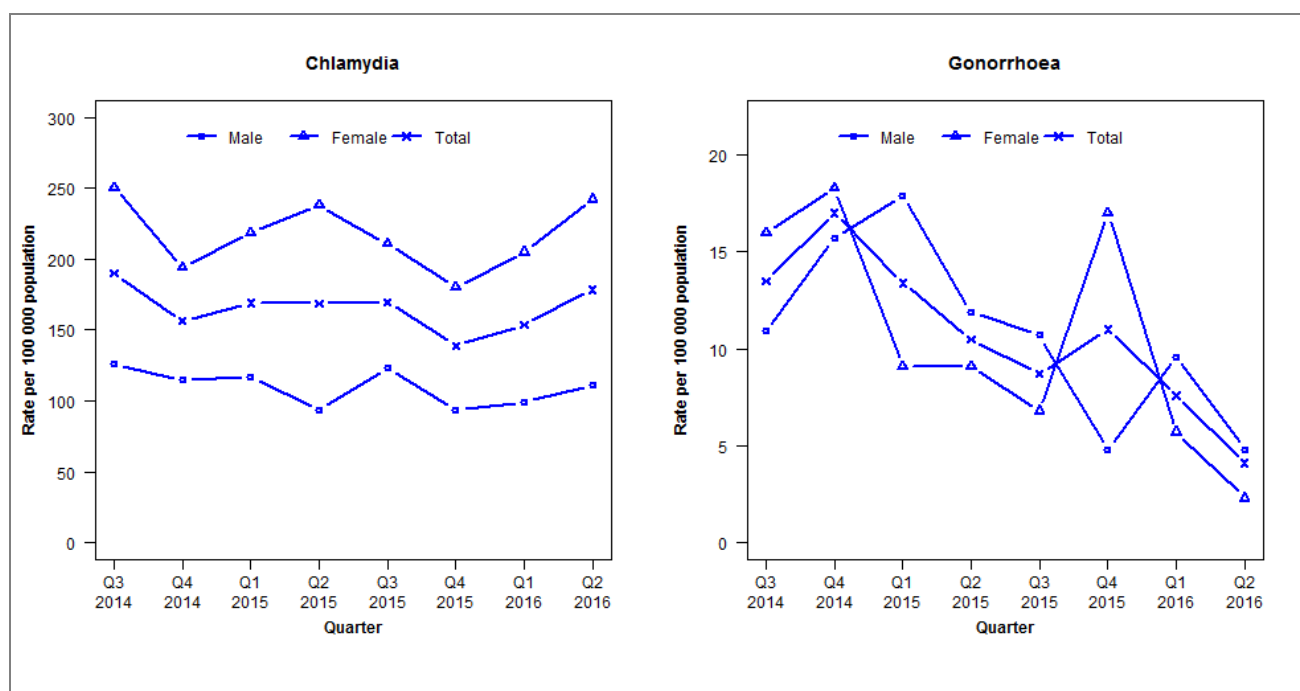 Chlamydia
Rate per 100 000 population
300
250
200
150
100
50
0
Male Female Total
Q3 Q4 Q1 Q2 Q3 Q4 Q1 Q2
2014 2014 2015 2015 2015 2015 2016 2016
Quarter
Gonorrhoea
Rate per 100 000 population
20
15
10
5
0
Male Female Total
Q3 Q4 Q1 Q2 Q3 Q4 Q1 Q2
2014 2014 2015 2015 2015 2015 2016 2016
Quarter